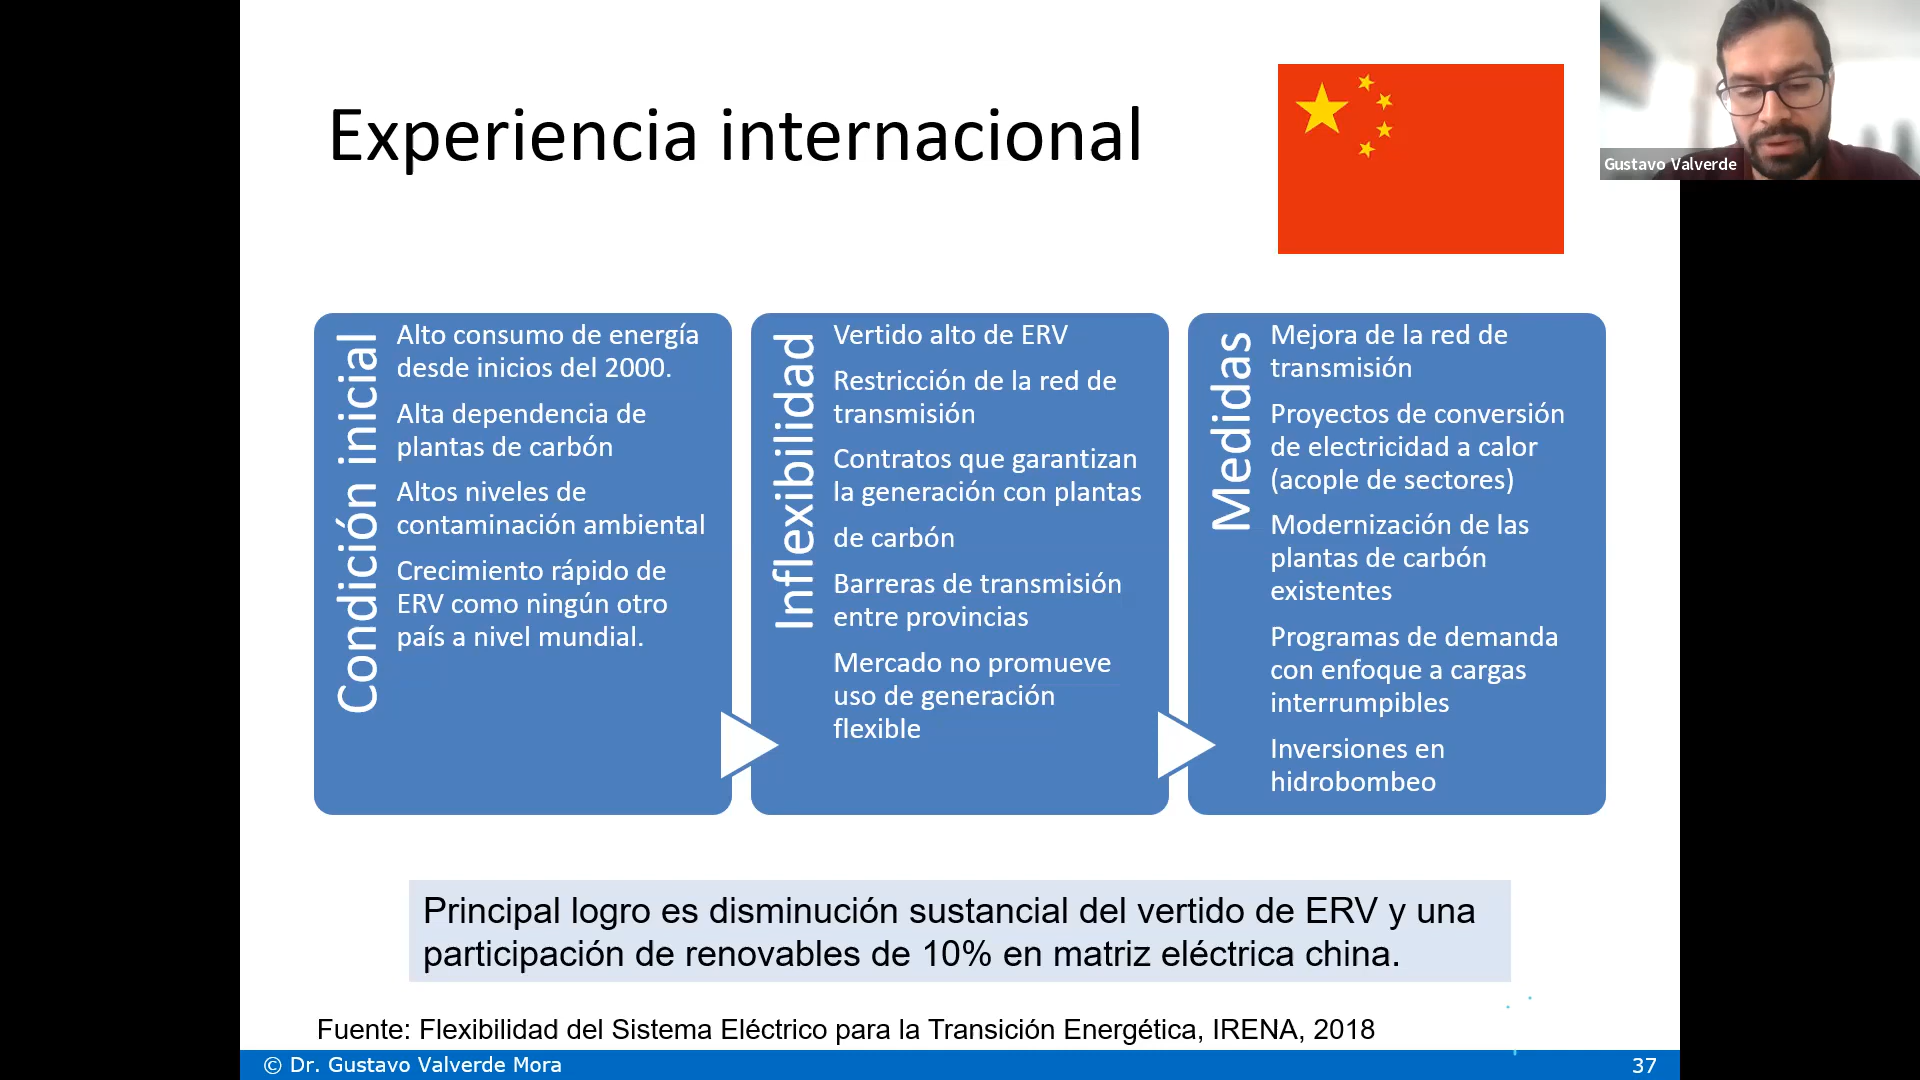 Experiencia internacional
Gustavo Valverde
Condición inicial
Alto consumo de energía
desde inicios del 2000.
Alta dependencia de
plantas de carbón
Altos niveles de
contaminación ambiental
Crecimiento rápido de
ERV como ningún otro
país a nivel mundial.
Inflexibilidad
Vertido alto de ERV
Restricción de la red de
transmisión
Contratos que garantizan
la generación con plantas
de carbón
Barreras de transmisión
entre provincias
Mercado no promueve
uso de generación
flexible
Medidas
Mejora de la red de
transmisión
Proyectos de conversión
de electricidad a calor
(acople de sectores)
Modernización de las
plantas de carbón
existentes
Programas de demanda
con enfoque a cargas
interrumpibles
Inversiones en
hidrobombeo
Principal logro es disminución sustancial del vertido de ERV y una
participación de renovables de 10% en matriz eléctrica china.
Fuente: Flexibilidad del Sistema Eléctrico para la Transición Energética, IRENA, 2018
© Dr. Gustavo Valverde Mora
37